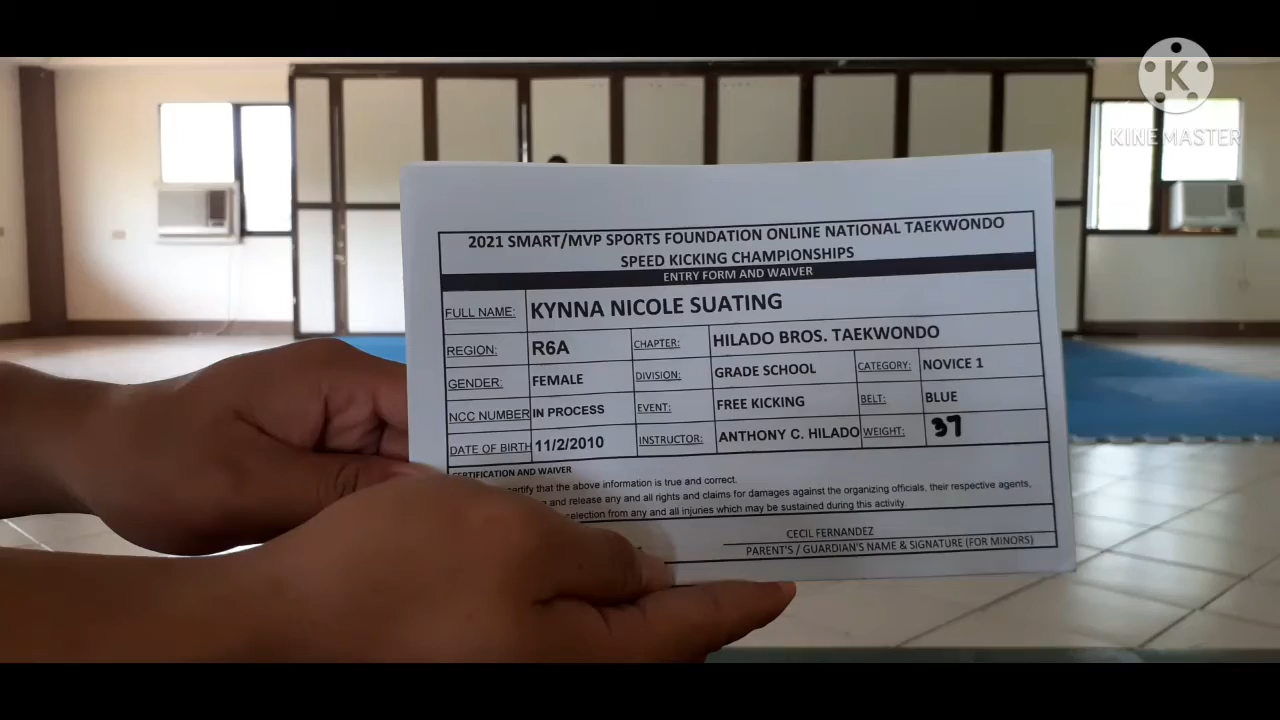 K
KINEMASTER
2021 SMART/MVP SPORTS FOUNDATION ONLINE NATIONAL TAEKWONDO
SPEED KICKING CHAMPIONSHIPS
ENTRY FORM AND WAIVER
FULL NAME: KYNNA NICOLE SUATING
REGION: R6A CHAPTER: HILADO BROS. TAEKWONDO
GENDER: FEMALE DIVISION: GRADE SCHOOL CATEGORY: NOVICE 1
NCC NUMBER IN PROCESS EVENT: FREE KICKING BELT: BLUE
DATE OF BIRTH 11/2/2010 INSTRUCTOR: ANTHONY C. HILADO WEIGHT: 37
CERTIFICATION AND WAIVER
certify that the above information is true and correct.
and release any and all rights and claims for damages against the organizing officials, their respective agents,
selection from any and all injuries which may be sustained during this activity
CECIL FERNANDEZ
PARENT'S / GUARDIAN'S NAME & SIGNATURE (FOR MINORS)